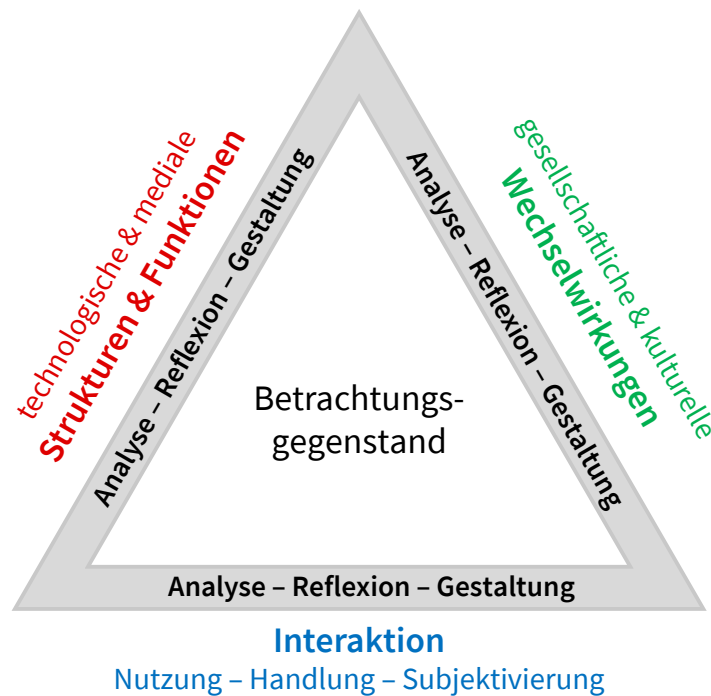 technologische & mediale
Strukturen & Funktionen
Analyse – Reflexion – Gestaltung
gesellschaftliche & kulturelle
Wechselwirkungen
Analyse – Reflexion – Gestaltung
Betrachtungs-
gegenstand
Analyse – Reflexion – Gestaltung
Interaktion
Nutzung – Handlung – Subjektivierung